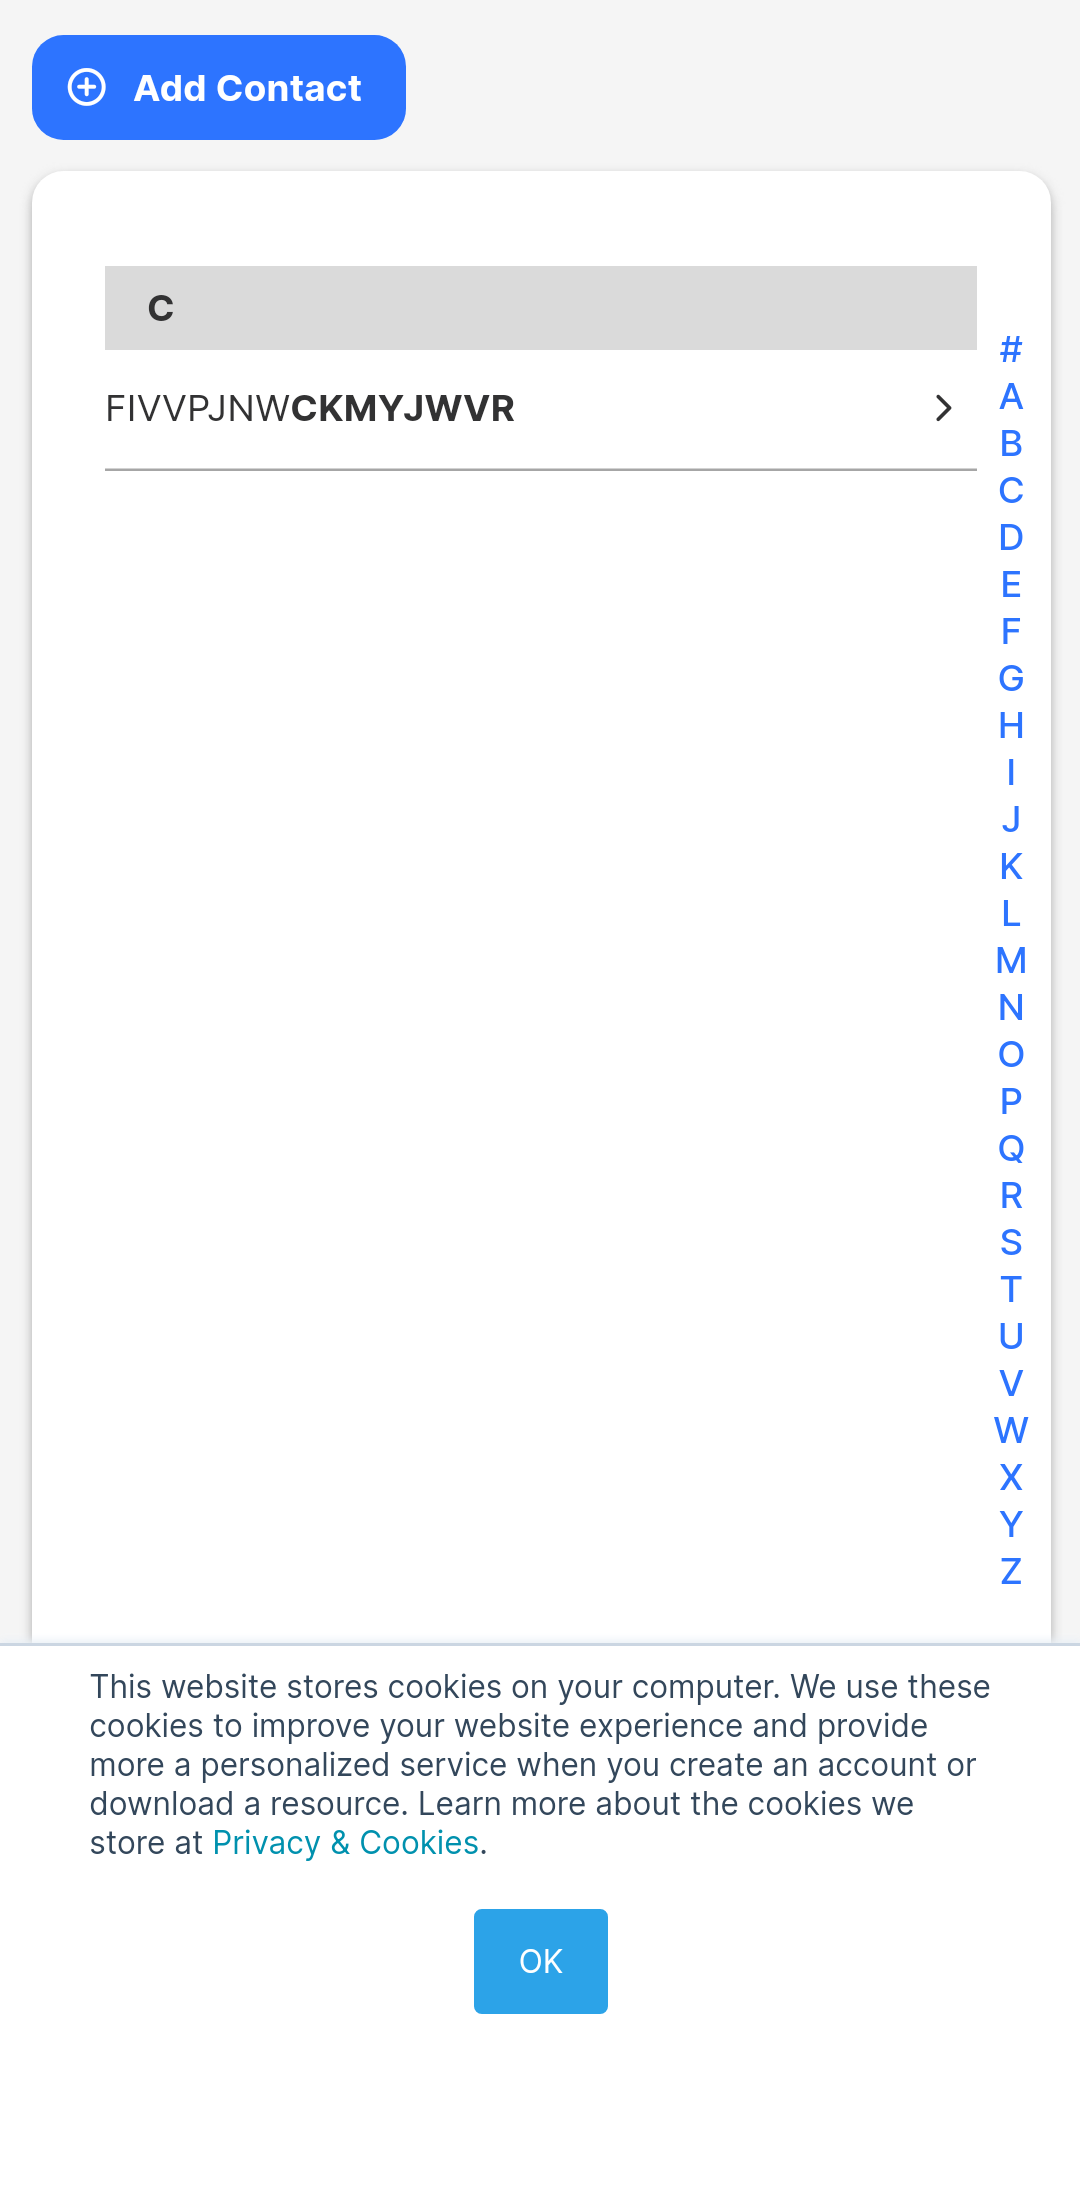 Add Contact
C
FIVVPJNWCKMYJWVR
#
A
B
C
D
E
F
G
H
I
J
K
L
M
N
O
P
Q
R
S
T
U
V
W
X
Y
Z
This website stores cookies on your computer. We use these
cookies to improve your website experience and provide
more a personalized service when you create an account or
download a resource. Learn more about the cookies we
store at Privacy & Cookies.
OK